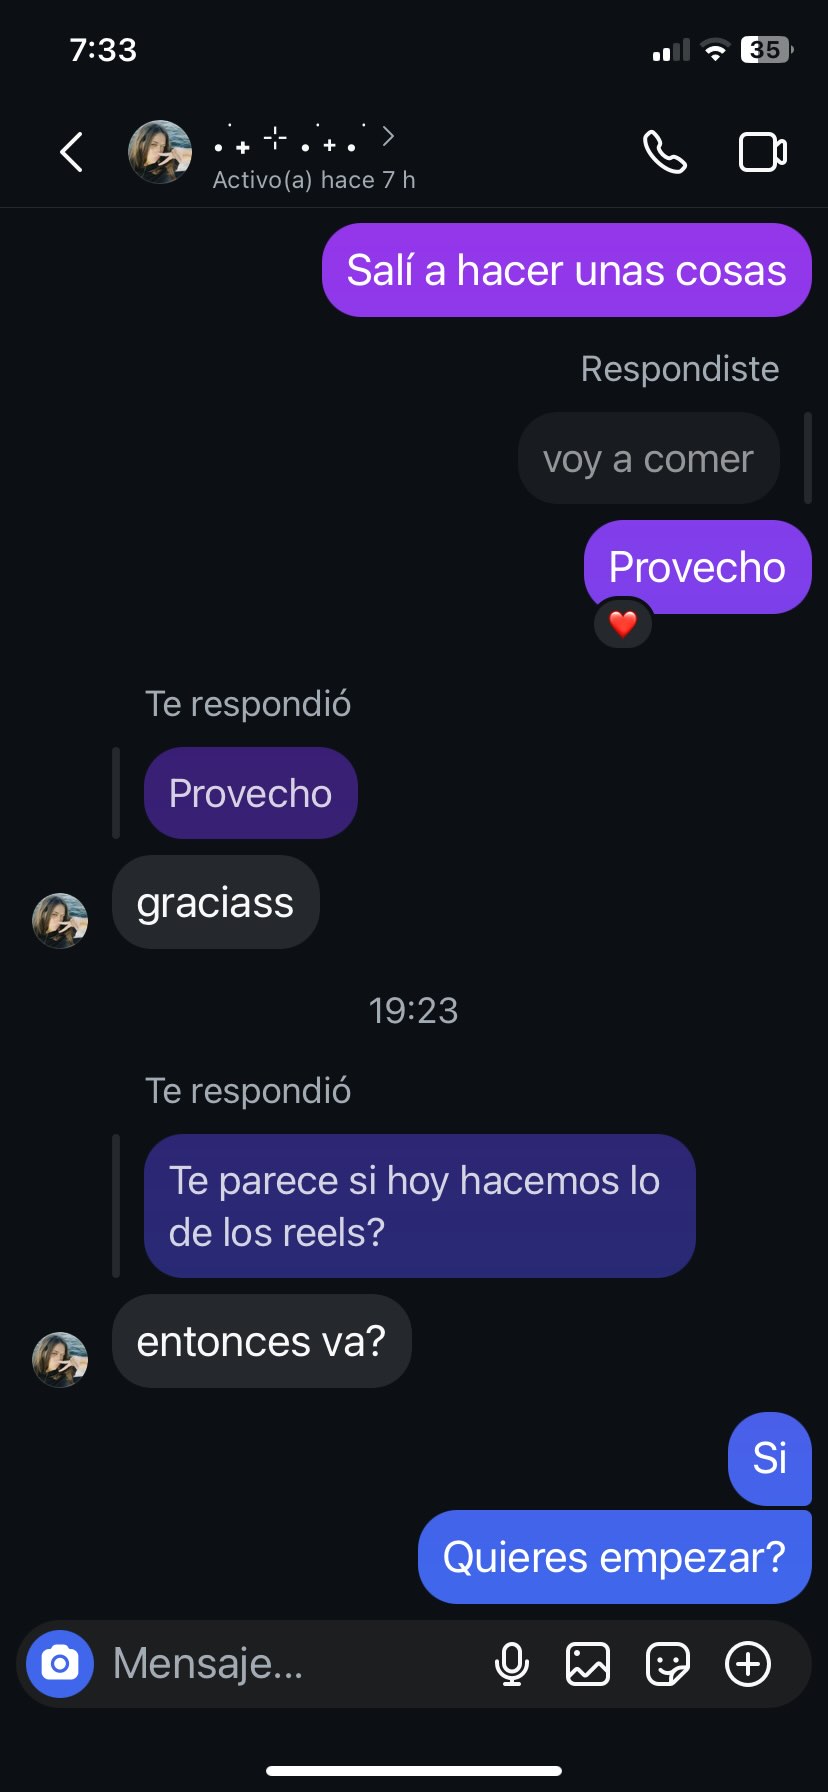 7:33
35
Activo(a) hace 7 h
Salí a hacer unas cosas
Respondiste
voy a comer
Provecho
Te respondió
Provecho
graciass
19:23
Te respondió
Te parece si hoy hacemos lo
de los reels?
entonces va?
Si
Quieres empezar?
Mensaje...